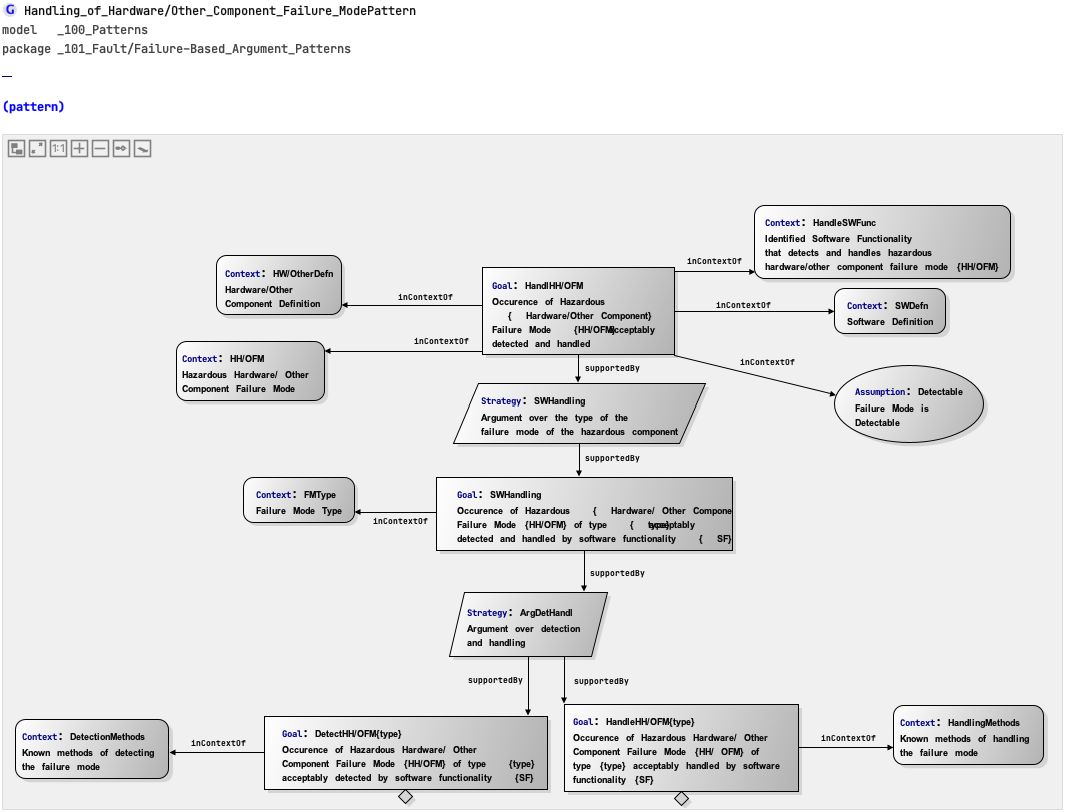 G Handling_of_Hardware/Other_Component_Failure_ModePattern
model _100_Patterns
package _101_Fault/Failure-Based_Argument_Patterns
(pattern)
1:1
Context: HandleSWFunc
Identified Software Functionality
that detects and handles hazardous
hardware/other component failure mode {HH/OFM}
inContextOf
Context: HW/OtherDefn
Hardware/Other
Component Definition
inContextOf
Goal: HandlHH/OFM
Occurence of Hazardous
{ Hardware/Other Component}
Failure Mode {HH/OFM}acceptably
detected and handled
inContextOf
Context: SWDefn
Software Definition
inContextOf
Context: HH/OFM
Hazardous Hardware/ Other
Component Failure Mode
inContextOf
Assumption: Detectable
Failure Mode is
Detectable
supportedBy
Strategy: SWHandling
Argument over the type of the
failure mode of the hazardous component
supportedBy
Context: FMType
Failure Mode Type
inContextOf
Goal: SWHandling
Occurence of Hazardous { Hardware/ Other Compone
Failure Mode {HH/OFM} of type { type}acceptably
detected and handled by software functionality { SF}
supportedBy
Strategy: ArgDetHandl
Argument over detection
and handling
supportedBy
supportedBy
Context: DetectionMethods
Known methods of detecting
the failure mode
inContextOf
Goal: DetectHH/OFM{type}
Occurence of Hazardous Hardware/ Other
Component Failure Mode {HH/OFM} of type {type}
acceptably detected by software functionality {SF}
Goal: HandleHH/OFM{type}
Occurence of Hazardous Hardware/ Other
Component Failure Mode {HH/ OFM} of
type {type} acceptably handled by software
functionality {SF}
inContextOf
Context: HandlingMethods
Known methods of handling
the failure mode